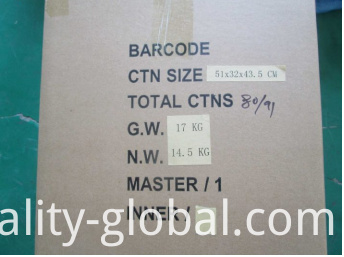 BARCODE
CTN SIZE 51x32x43.5 CM
TOTAL CTNS 80/91
G.W. 17 KG
N.W. 14.5 KG
MASTER / 1
INNER /
ality-global.com